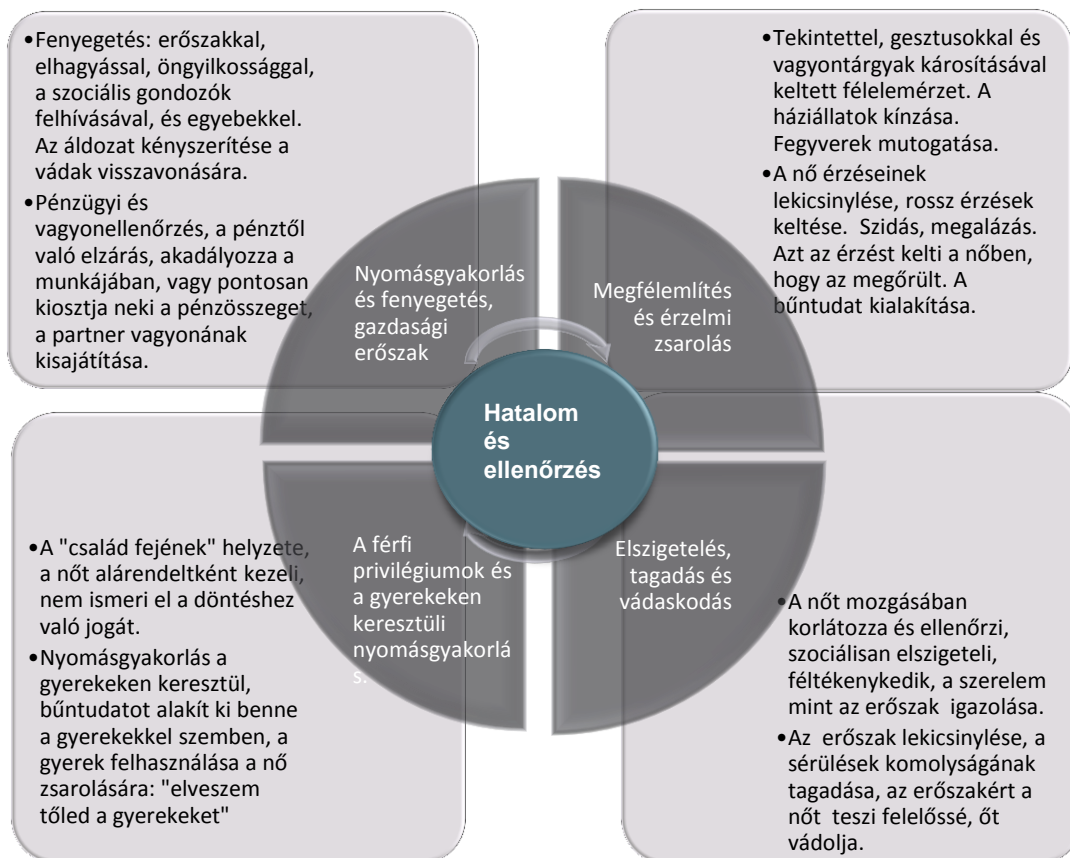 •Fenyegetés: erőszakkal,
elhagyással, öngyilkossággal,
a szociális gondozók
felhívásával, és egyebekkel.
Az áldozat kényszerítése a
vádak visszavonására.
•Pénzügyi és
vagyonellenőrzés, a pénztől
való elzárás, akadályozza a
munkájában, vagy pontosan
kiosztja neki a pénzösszeget,
a partner vagyonának
kisajátítása.
•Tekintettel, gesztusokkal és
vagyontárgyak károsításával
keltett félelemérzet. A
háziállatok kínzása.
Fegyverek mutogatása.
•A nő érzéseinek
lekicsinylése, rossz érzések
keltése. Szidás, megalázás.
Azt az érzést kelti a nőben,
hogy az megőrült. A
bűntudat kialakítása.
Nyomásgyakorlás
és fenyegetés,
gazdasági
erőszak
Megfélemlítés
és érzelmi
zsarolás
Hatalom
és
ellenőrzés
A férfi
privilégiumok és
a gyerekeken
keresztüli
nyomásgyakorlá
s.
Elszigetelés,
tagadás és
vádaskodás
•A "család fejének" helyzete,
a nőt alárendeltként kezeli,
nem ismeri el a döntéshez
való jogát.
•Nyomásgyakorlás a
gyerekeken keresztül,
bűntudatot alakít ki benne
a gyerekekkel szemben, a
gyerek felhasználása a nő
zsarolására: "elveszem
tőled a gyerekeket"
•A nőt mozgásában
korlátozza és ellenőrzi,
szociálisan elszigeteli,
féltékenykedik, a szerelem
mint az erőszak igazolása.
•Az erőszak lekicsinylése, a
sérülések komolyságának
tagadása, az erőszakért a
nőt teszi felelőssé, őt
vádolja.